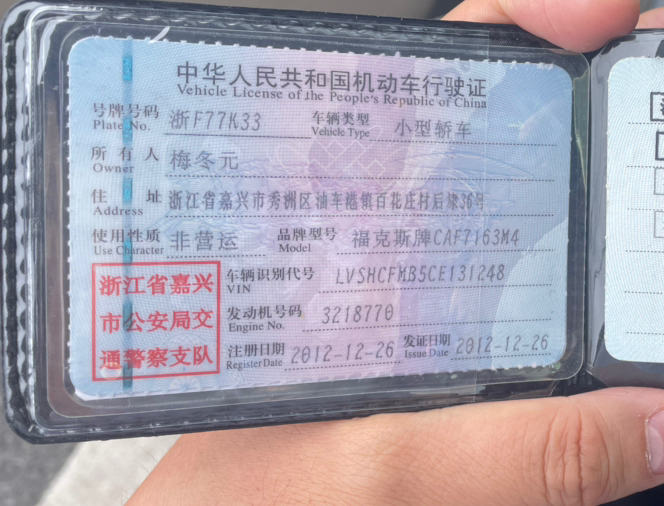 中华人民共和国机动车行驶证
Vehicle License of the People's Republic of China
号牌号码 浙F77K33 车辆类型 小型轿车
Plate No. Vehicle Type
所有人 梅冬元
Owner
住址 浙江省嘉兴市秀洲区油车港镇百花庄村后埭36号
Address
使用性质 非营运 品牌型号 福克斯牌CAF7163M4
Use Character Model
浙江省嘉兴 车辆识别代号 LVSHCFMB5CE131248
VIN
市公安局交 发动机号码 3218770
Engine No.
通警察支队 注册日期 2012-12-26 发证日期 2012-12-26
Register Date Issue Date